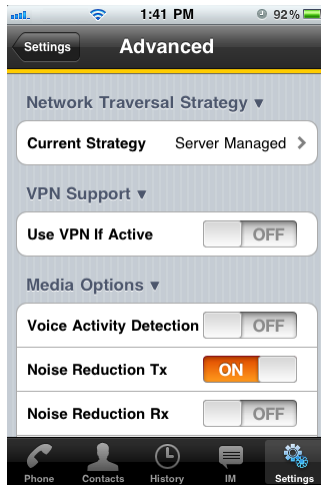 1:41 PM 92%
Settings Advanced
Network Traversal Strategy ▼
Current Strategy Server Managed
VPN Support ▼
Use VPN If Active OFF
Media Options ▼
Voice Activity Detection OFF
Noise Reduction Tx ON
Noise Reduction Rx OFF
Phone Contacts History IM Settings